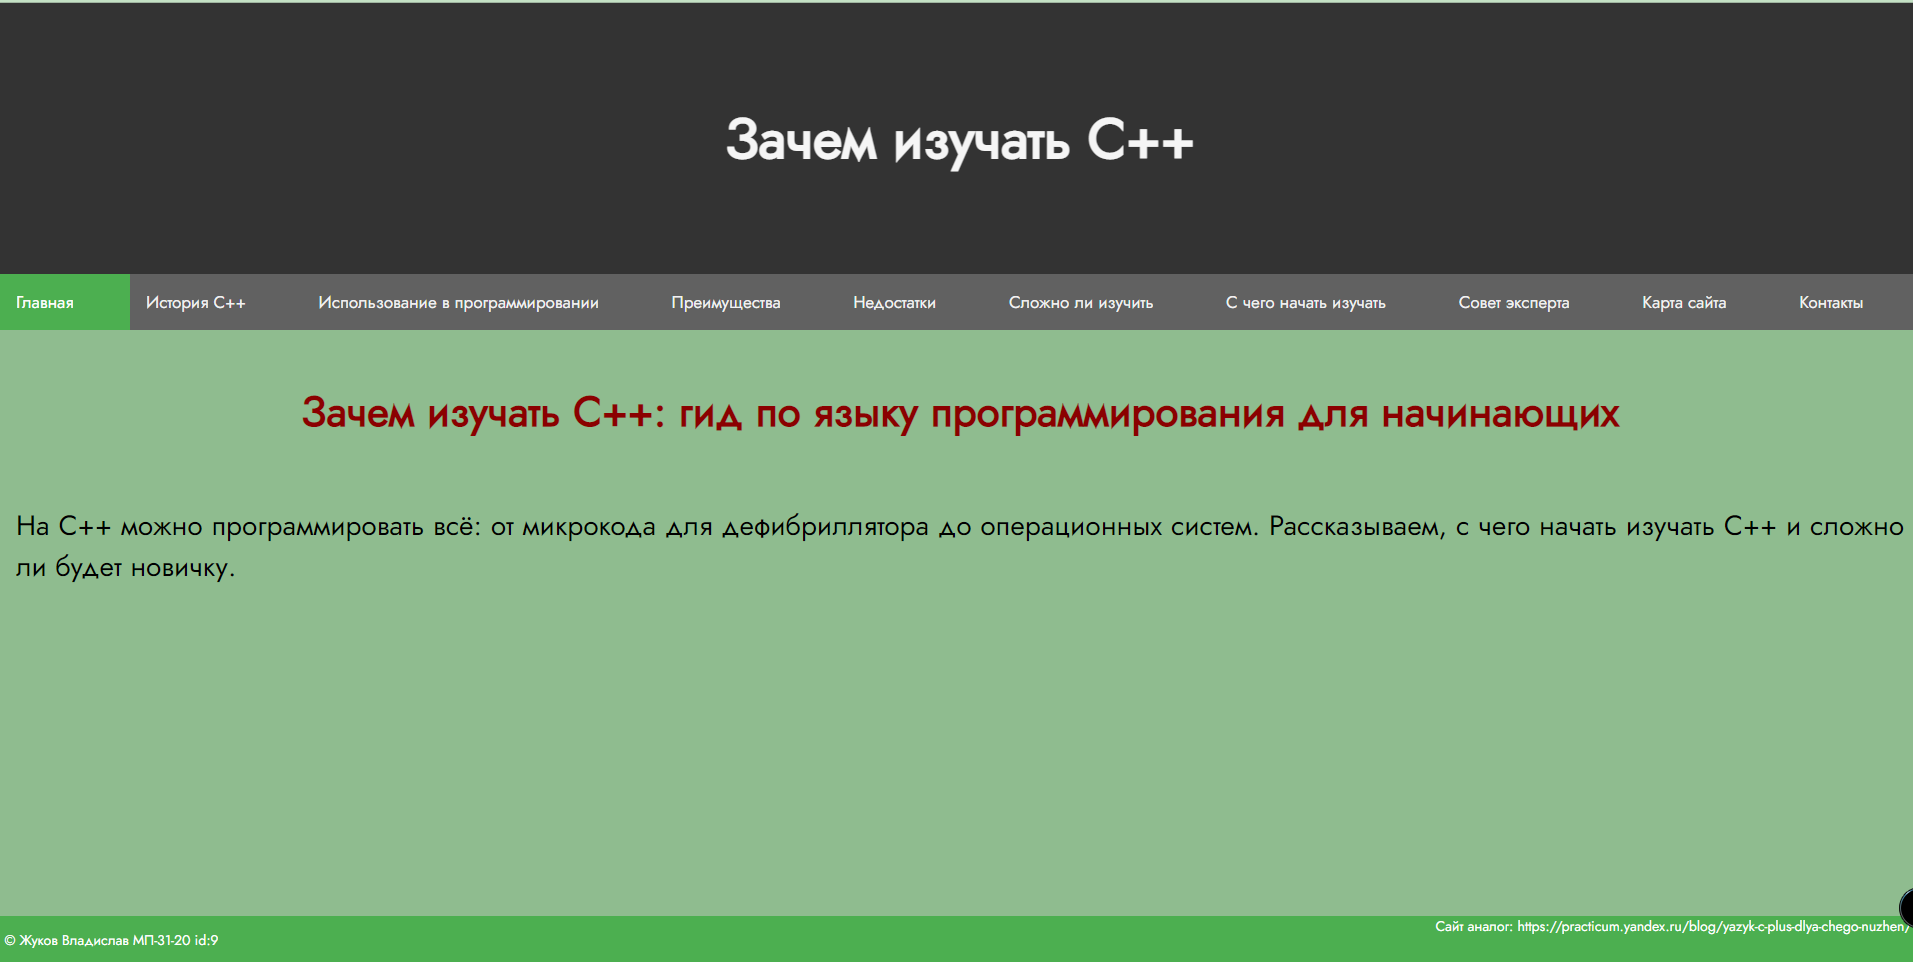 Зачем изучать C++
Главная История C++ Использование в программировании Преимущества Недостатки Сложно ли изучить С чего начать изучать Совет эксперта Карта сайта Контакты
Зачем изучать C++: гид по языку программирования для начинающих
На C++ можно программировать всё: от микрокода для дефибриллятора до операционных систем. Рассказываем, с чего начать изучать C++ и сложно
ли будет новичку.
Сайт аналог: https://practicum.yandex.ru/blog/yazyk-c-plus-dlya-chego-nuzhen/
© Жуков Владислав МП-31-20 id:9